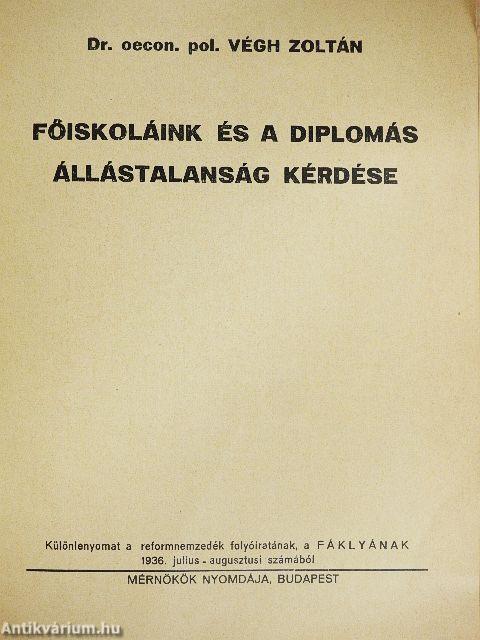 Dr. oecon. pol. VÉGH ZOLTÁN
FŐISKOLÁINK ÉS A DIPLOMÁS
ÁLLÁSTALANSÁG KÉRDÉSE
Különlenyomat a reformnemzedék folyóiratának, a FÁKLYÁNAK
1936. julius - augusztusi számából
MÉRNÖKÖK NYOMDÁJA, BUDAPEST
Antikvárium.hu